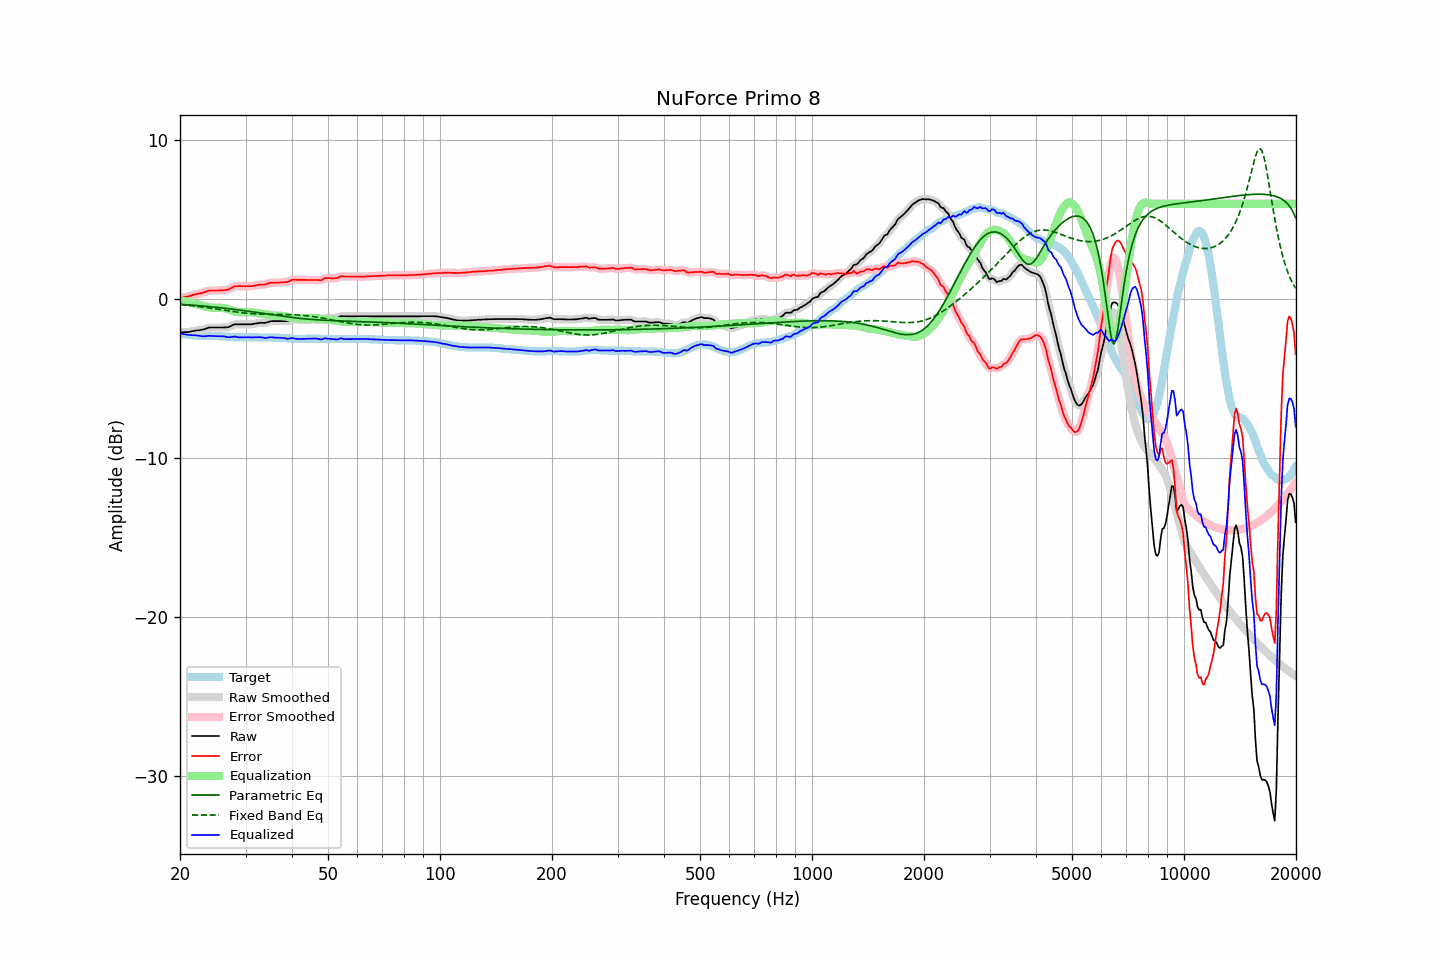 NuForce Primo 8
Amplitude (dBr)
10
0
−10
−20
−30
Target
Raw Smoothed
Error Smoothed
Raw
Error
Equalization
Parametric Eq
Fixed Band Eq
Equalized
20 50 100 200 500 1000 2000 5000 10000 20000
Frequency (Hz)